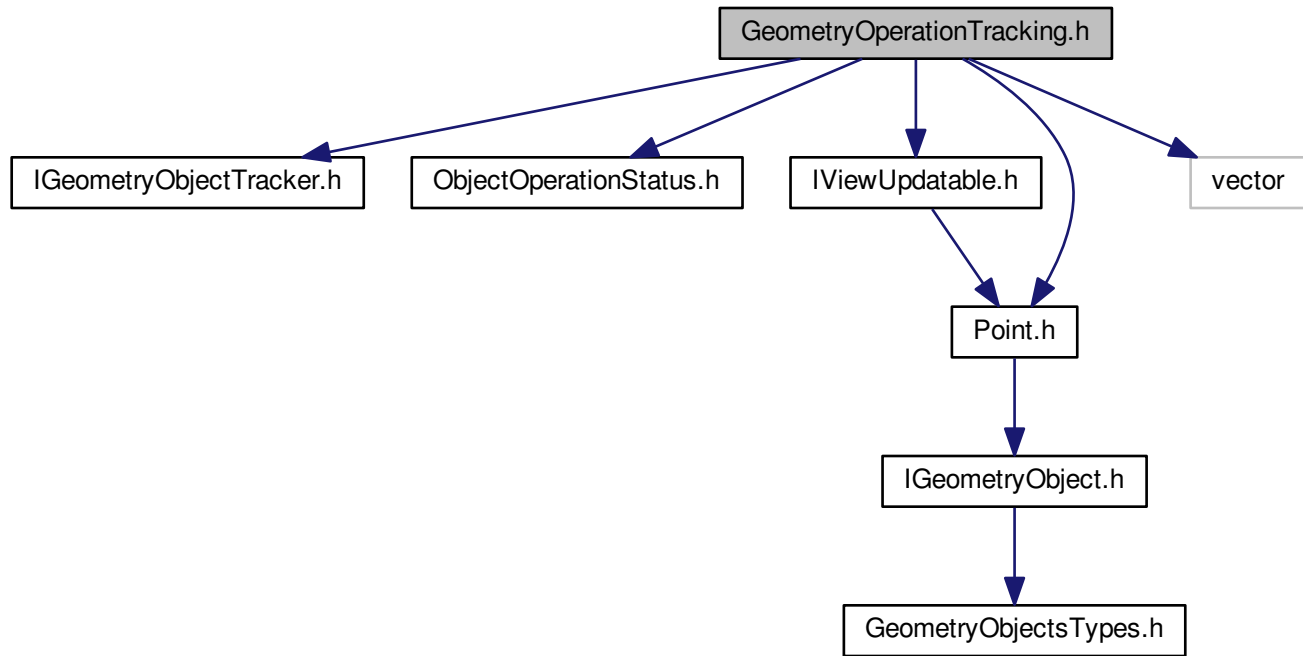 GeometryOperationTracking.h
IGeometryObjectTracker.h
ObjectOperationStatus.h
IViewUpdatable.h
vector
Point.h
IGeometryObject.h
GeometryObjectsTypes.h